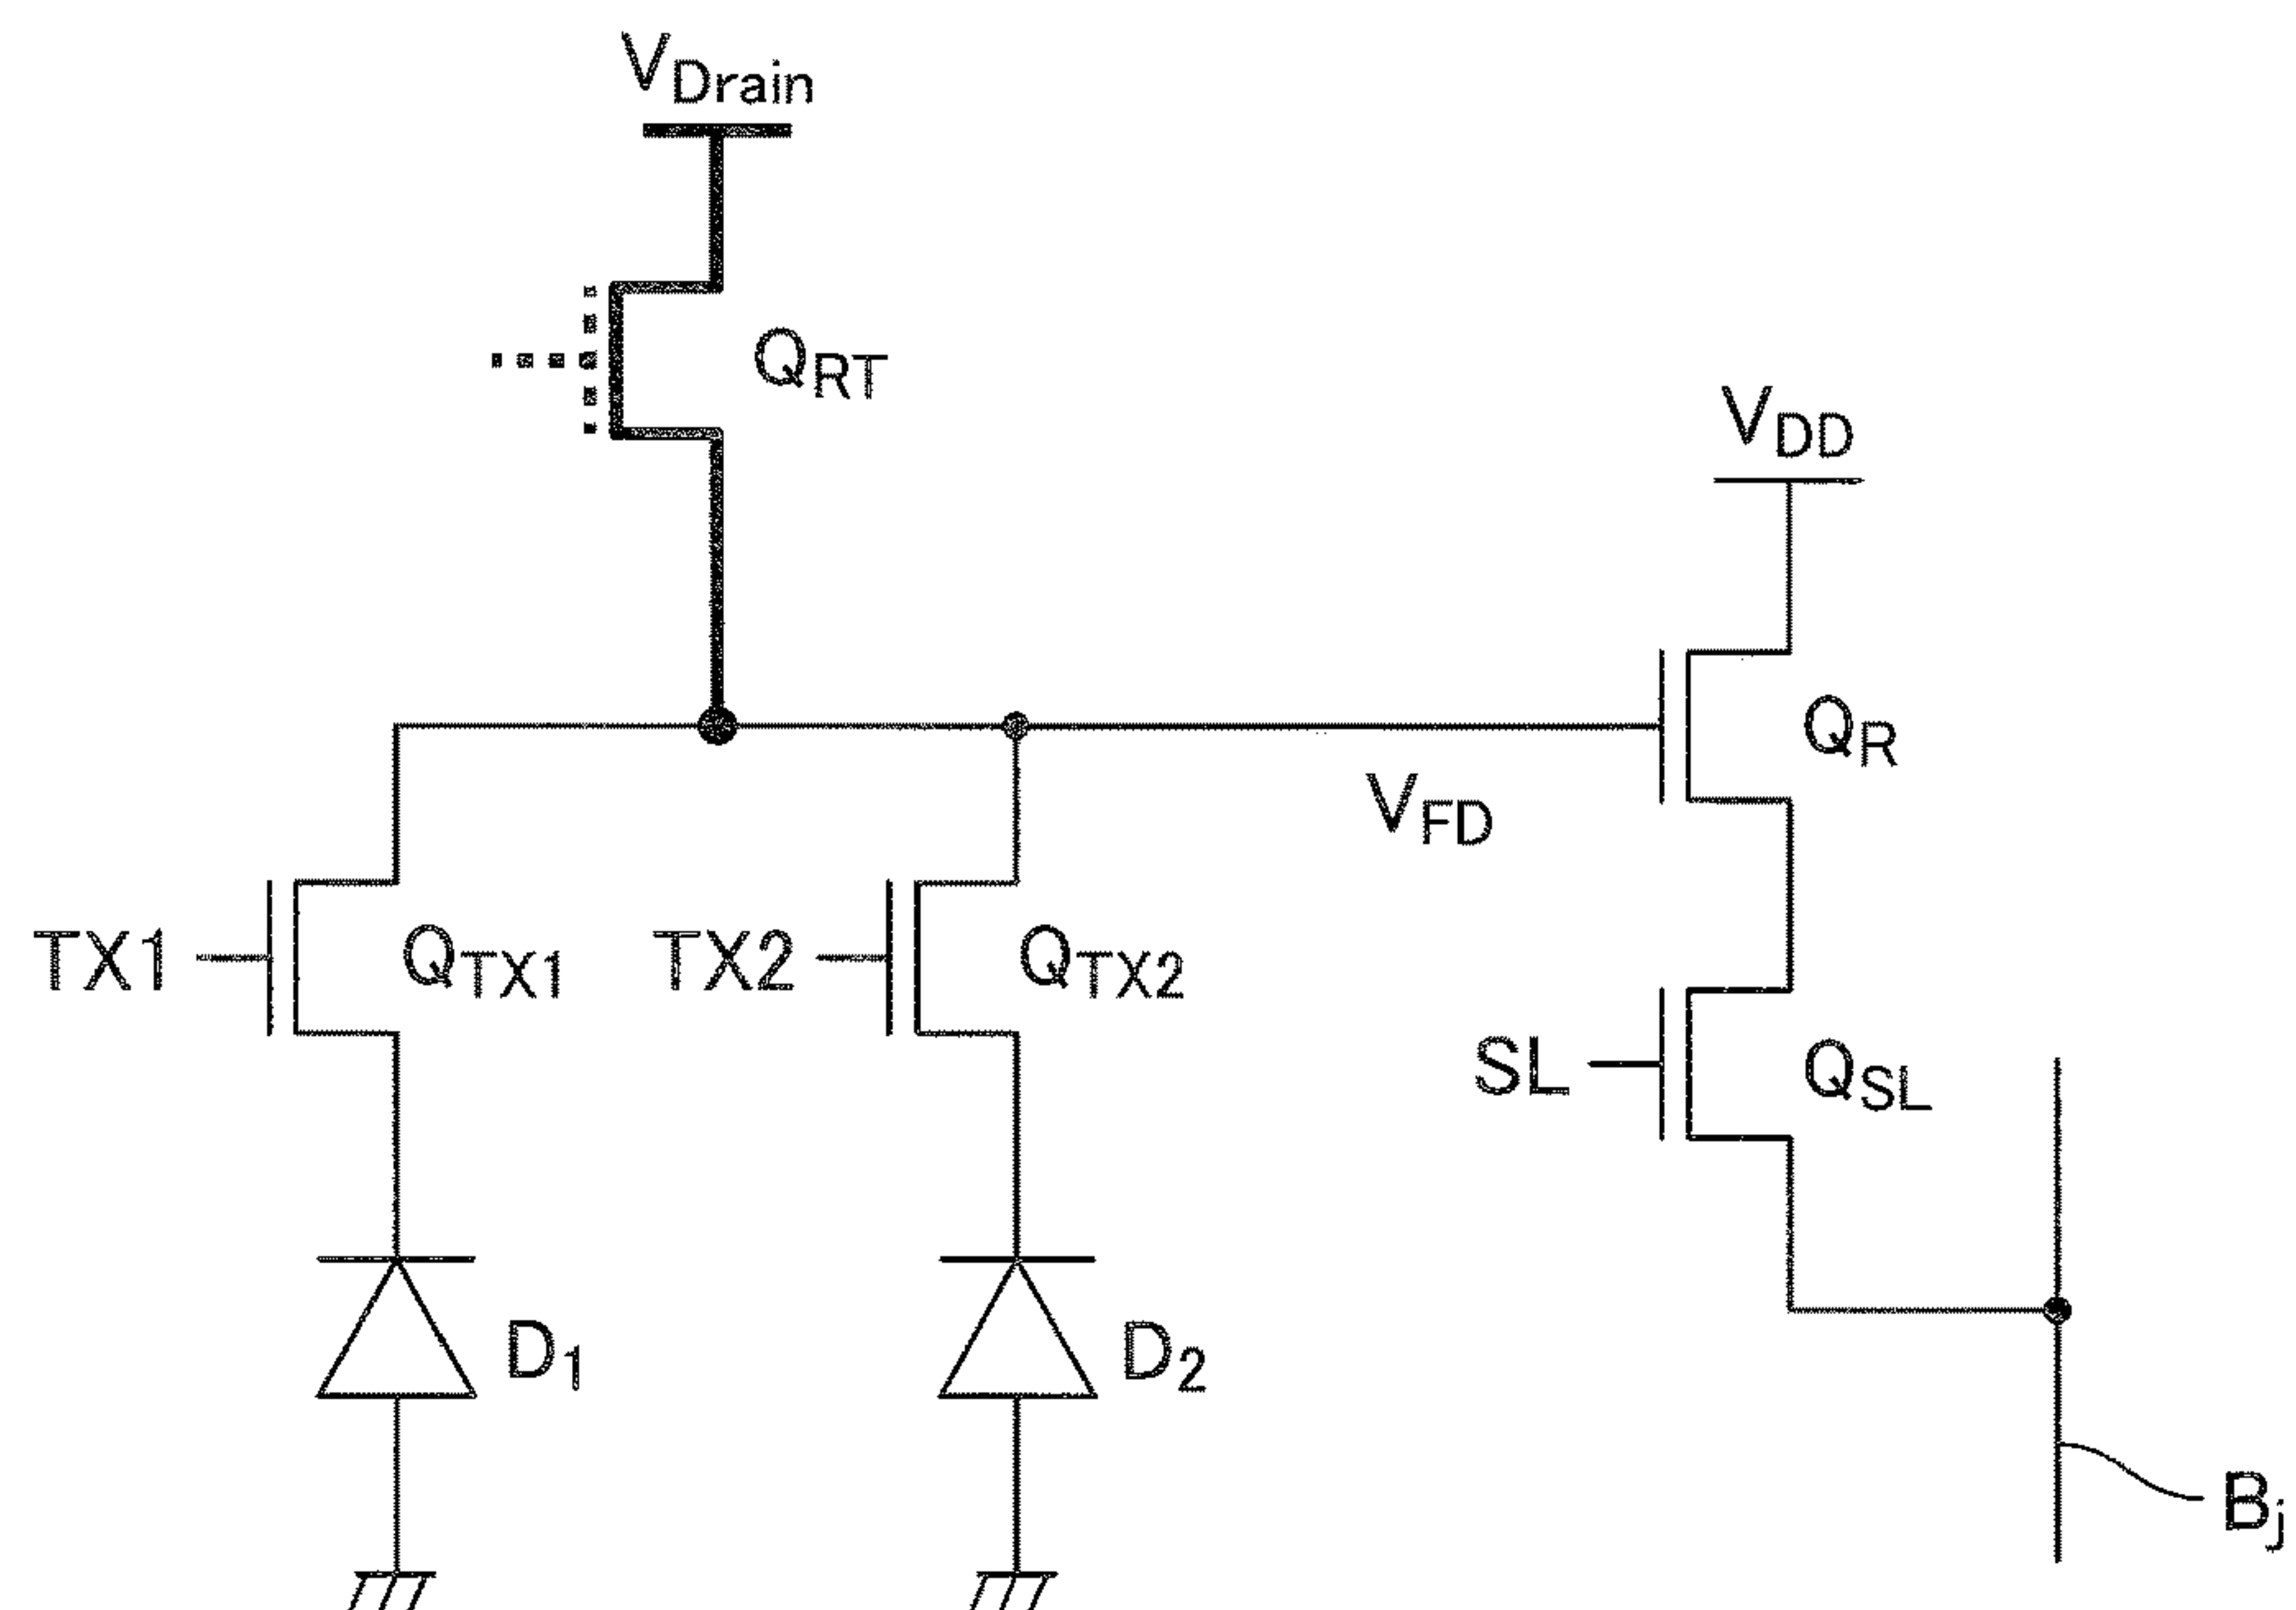 VDrain
QRT
VDD
QR
VFD
TX1
QTX1
TX2
QTX2
SL
QSL
D1
D2
Bj